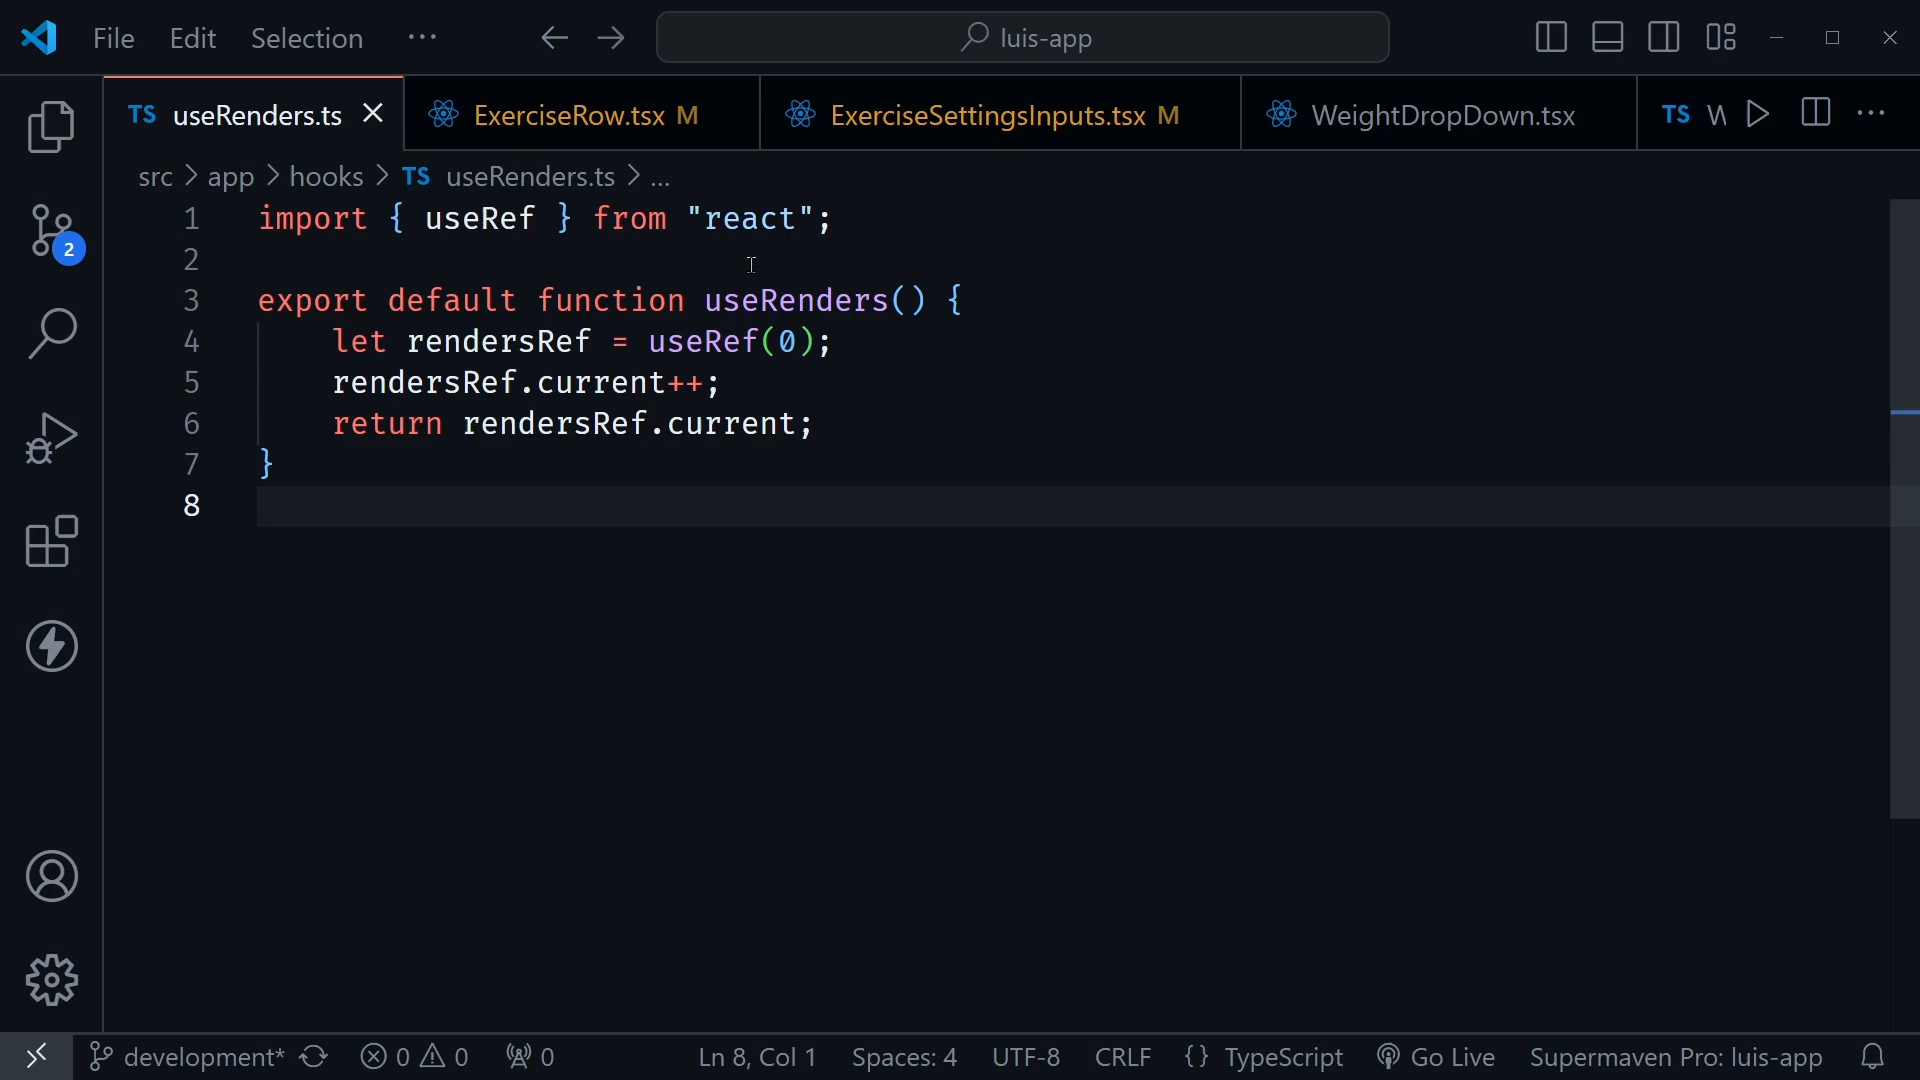 File Edit Selection ··· luis-app
TS useRenders.ts ExerciseRow.tsx M ExerciseSettingsInputs.tsx M WeightDropDown.tsx TS
src > app > hooks > TS useRenders.ts > ...
1 import { useRef } from "react";
2
3 export default function useRenders() {
4 let rendersRef = useRef(0);
5 rendersRef.current++;
6 return rendersRef.current;
7 }
8
2
development* 0 0 0 Ln 8, Col 1 Spaces: 4 UTF-8 CRLF {} TypeScript Go Live Supermaven Pro: luis-app